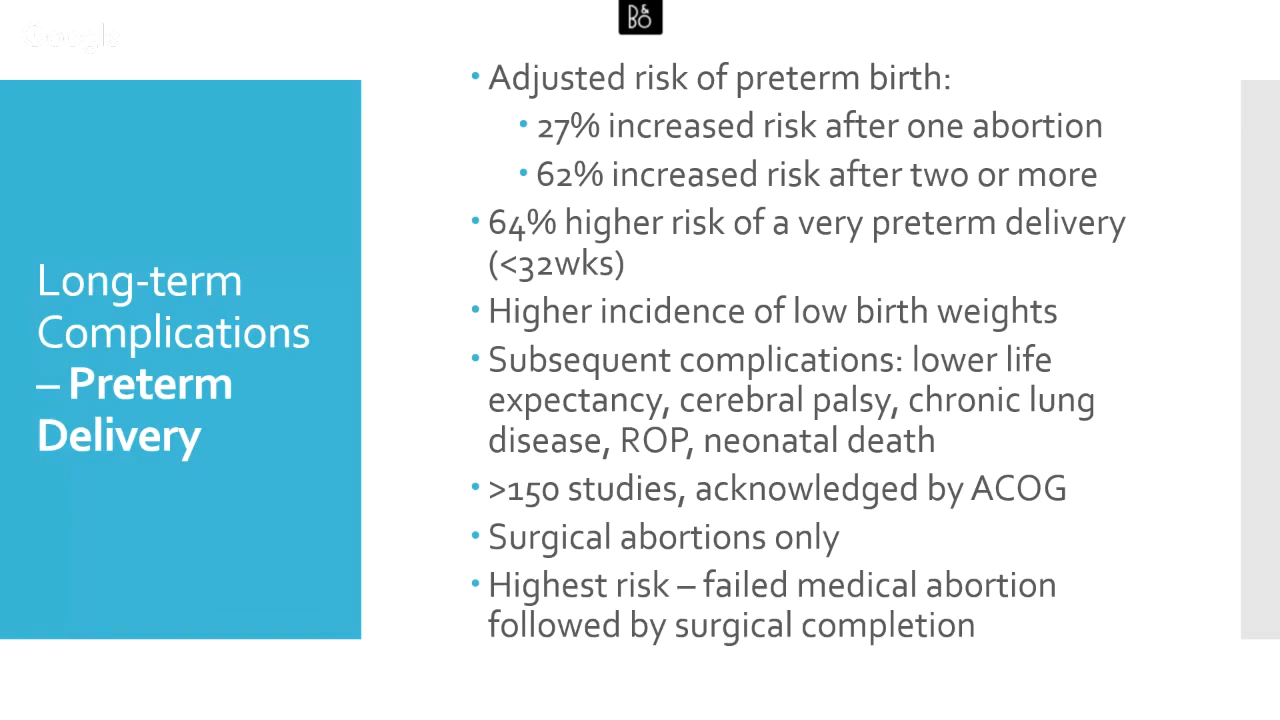 Google
B&O
Long-term
Complications
– Preterm
Delivery
• Adjusted risk of preterm birth:
• 27% increased risk after one abortion
• 62% increased risk after two or more
• 64% higher risk of a very preterm delivery
(<32wks)
• Higher incidence of low birth weights
• Subsequent complications: lower life
expectancy, cerebral palsy, chronic lung
disease, ROP, neonatal death
• >150 studies, acknowledged by ACOG
• Surgical abortions only
• Highest risk – failed medical abortion
followed by surgical completion